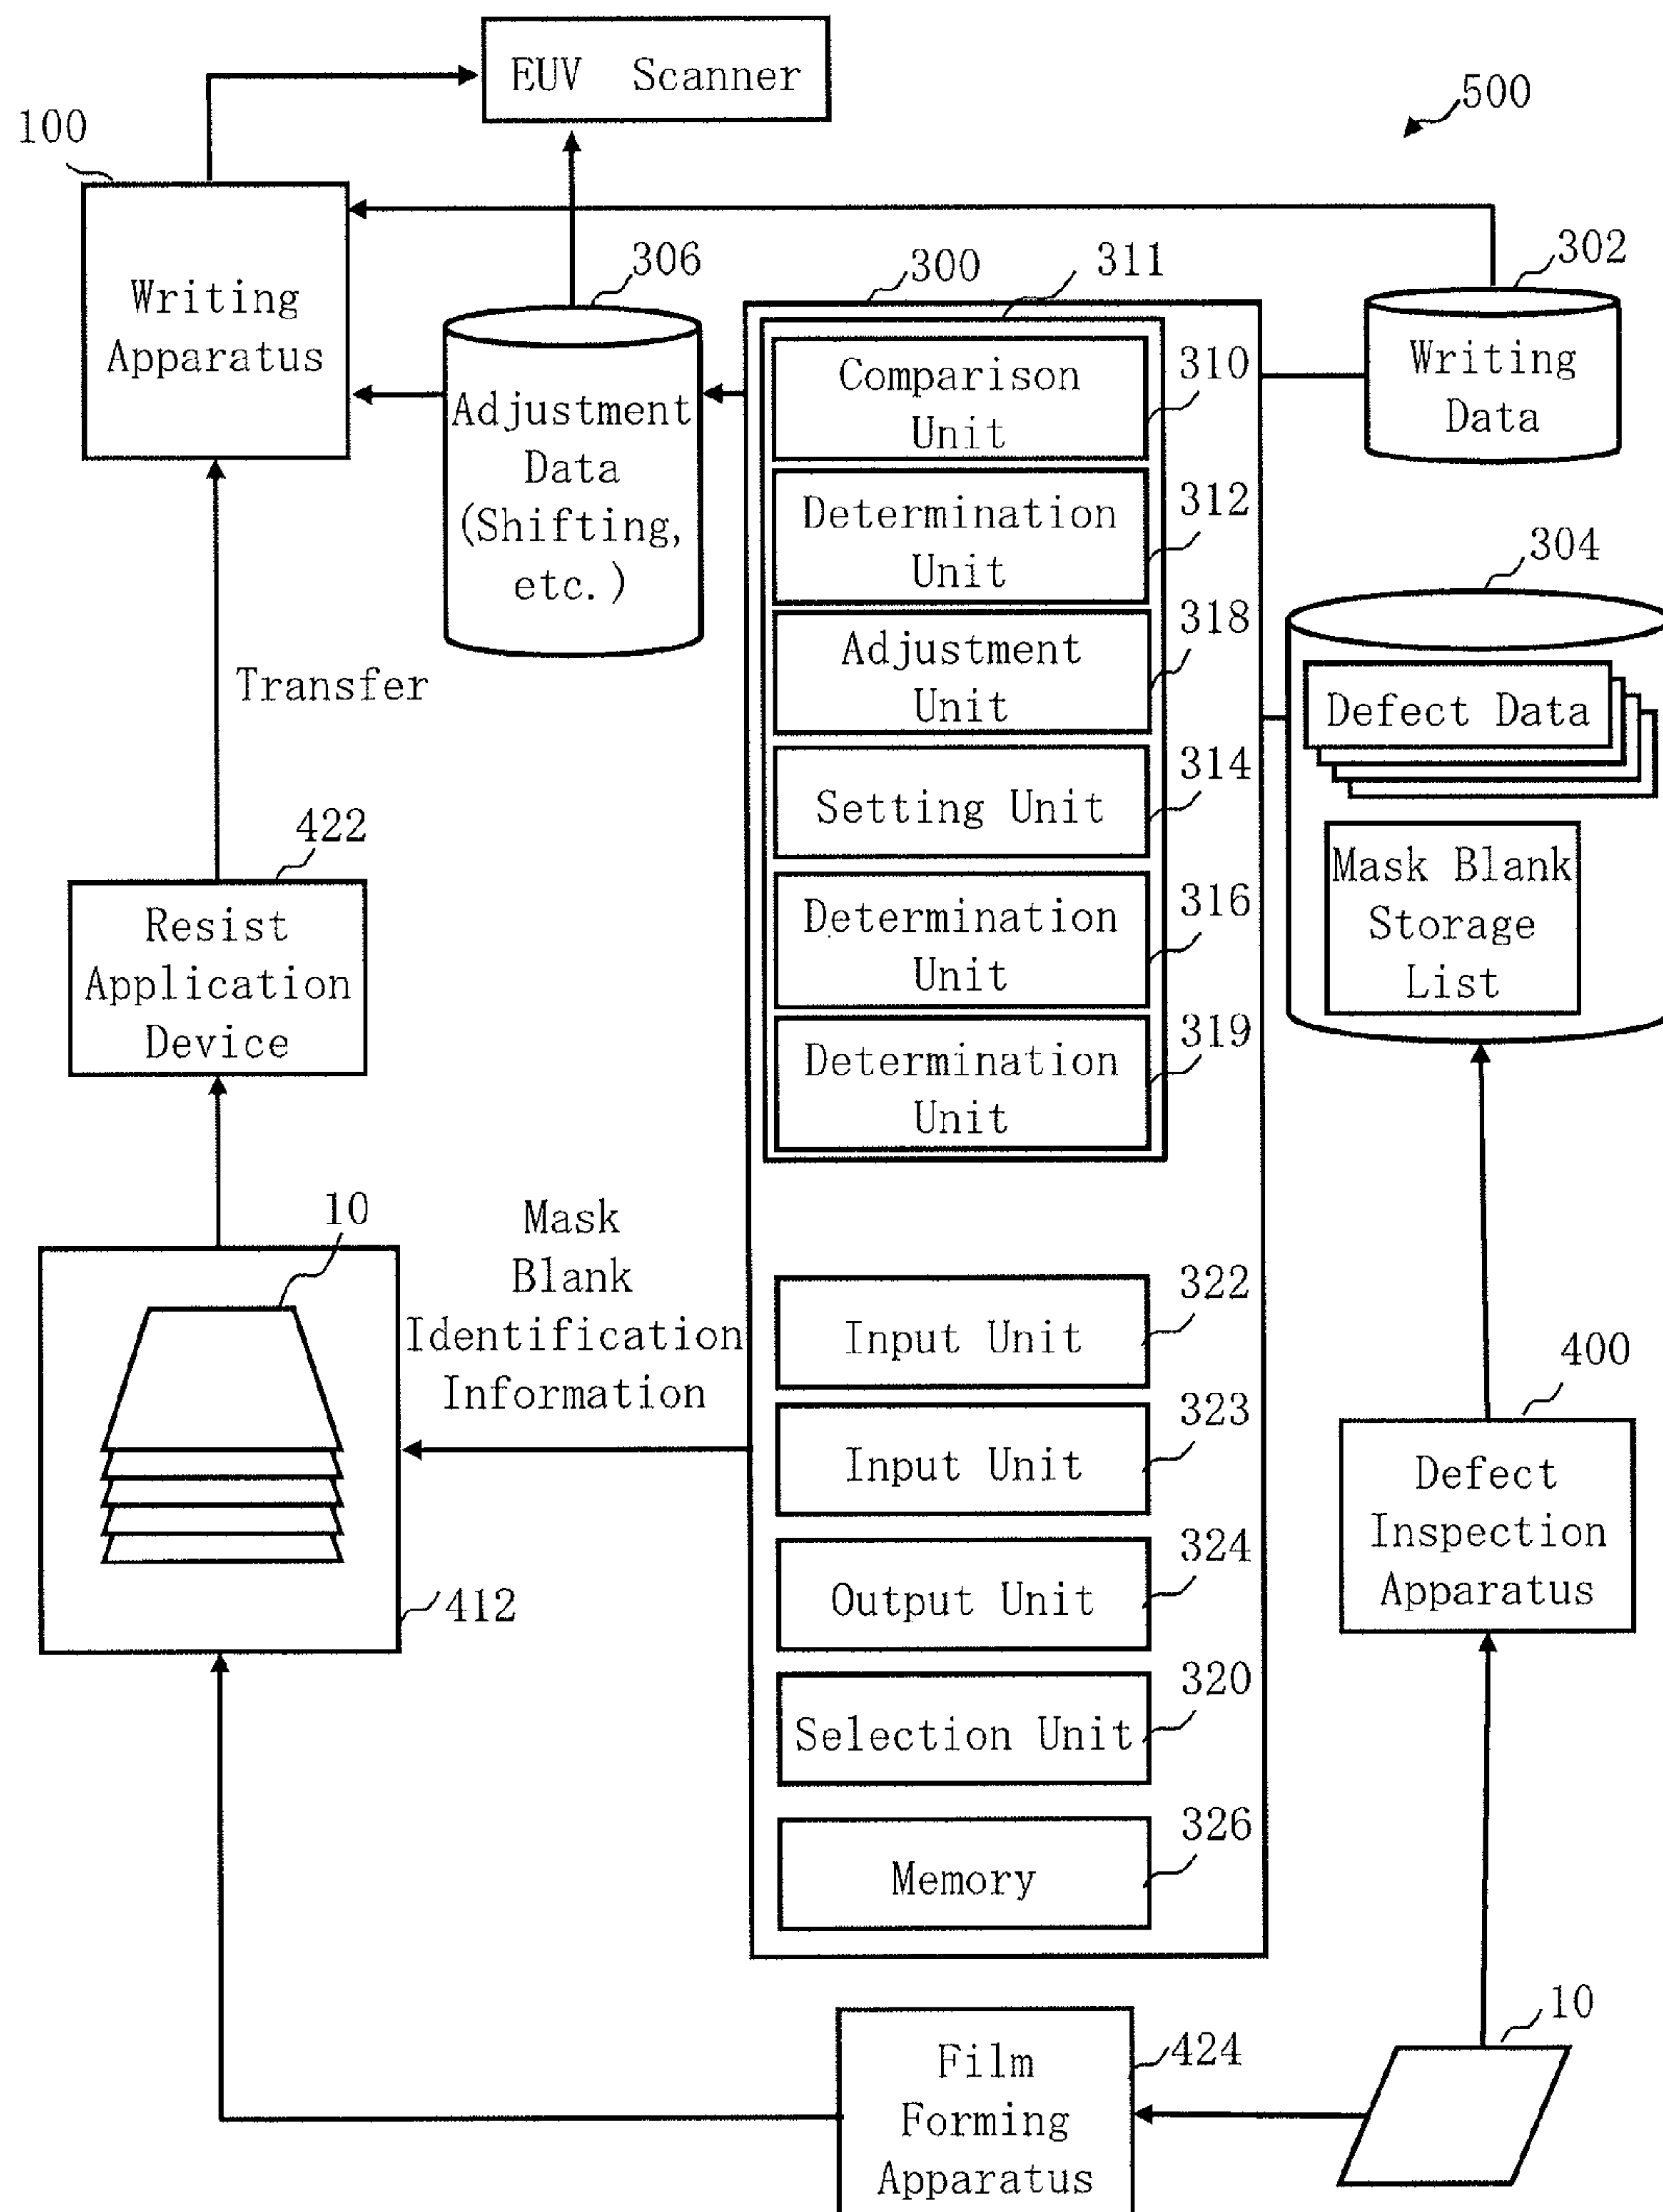 EUV Scanner
500
100
Writing
Apparatus
306
Adjustment
Data
(Shifting,
etc.)
300
311
302
Writing
Data
Comparison
Unit
310
Determination
Unit
312
Adjustment
Unit
318
Setting Unit
314
Determination
Unit
316
Determination
Unit
319
304
Defect Data
Mask Blank
Storage
List
Transfer
422
Resist
Application
Device
10
412
Mask
Blank
Identification
Information
Input Unit
322
Input Unit
323
Output Unit
324
Selection Unit
320
Memory
326
400
Defect
Inspection
Apparatus
10
Film
Forming
Apparatus
424